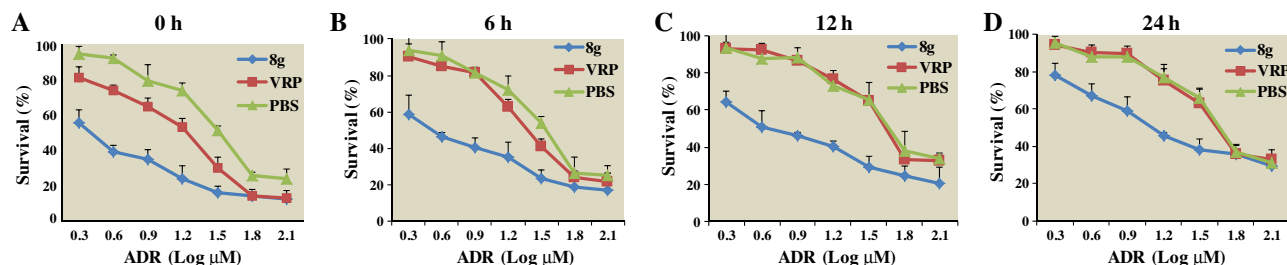 A 0 h
Survival (%)
100
80
60
40
20
0
8g
VRP
PBS
0.3 0.6 0.9 1.2 1.5 1.8 2.1
ADR (Log μM)
B 6 h
Survival (%)
100
80
60
40
20
0
8g
VRP
PBS
0.3 0.6 0.9 1.2 1.5 1.8 2.1
ADR (Log μM)
C 12 h
Survival (%)
100
80
60
40
20
0
8g
VRP
PBS
0.3 0.6 0.9 1.2 1.5 1.8 2.1
ADR (Log μM)
D 24 h
Survival (%)
100
80
60
40
20
0
8g
VRP
PBS
0.3 0.6 0.9 1.2 1.5 1.8 2.1
ADR (Log μM)